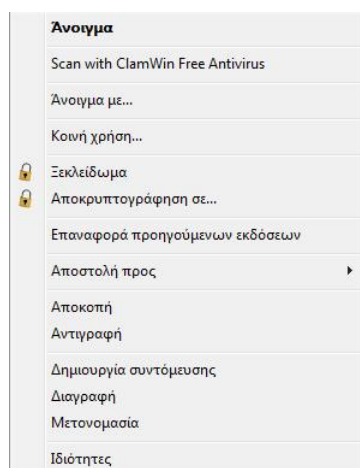 Άνοιγμα
Scan with ClamWin Free Antivirus
Άνοιγμα με...
Κοινή χρήση...
Ξεκλείδωμα
Αποκρυπτογράφηση σε...
Επαναφορά προηγούμενων εκδόσεων
Αποστολή προς
Αποκοπή
Αντιγραφή
Δημιουργία συντόμευσης
Διαγραφή
Μετονομασία
Ιδιότητες